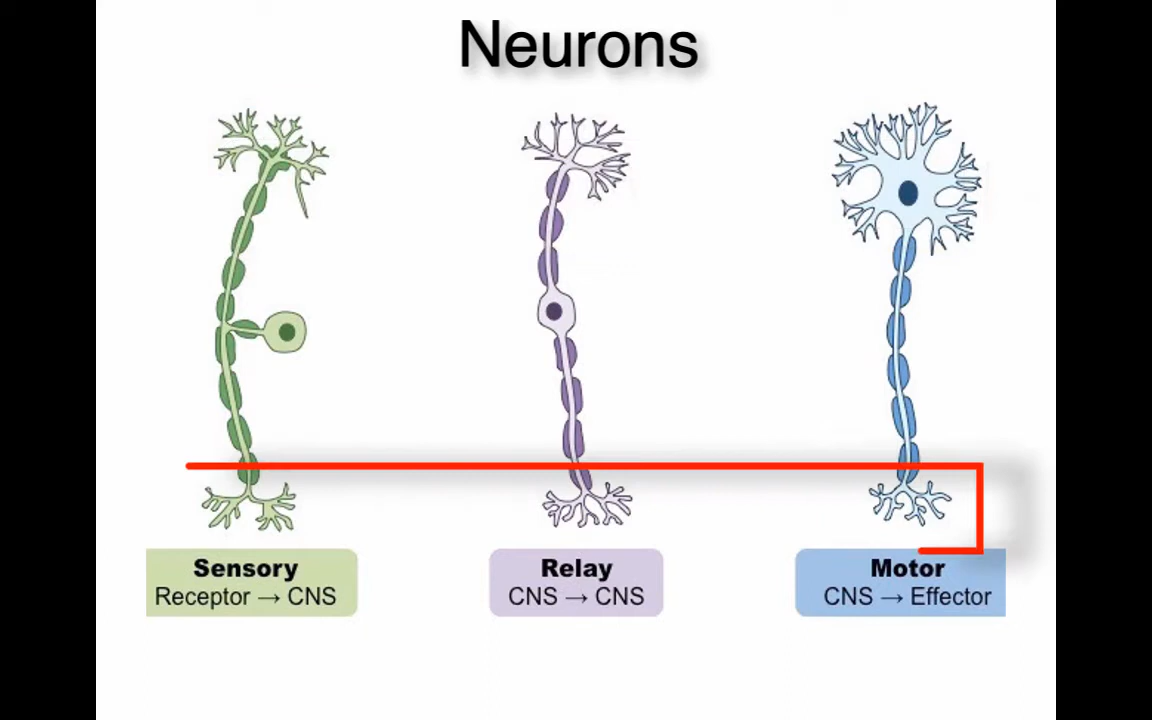 Neurons
Sensory
Receptor → CNS
Relay
CNS → CNS
Motor
CNS → Effector